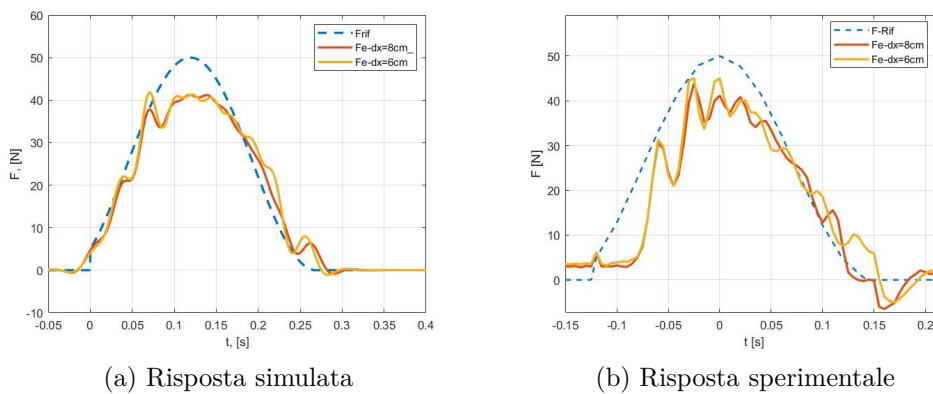 60
50
40
30
20
10
0
-10
F, [N]
-0.05 0 0.05 0.1 0.15 0.2 0.25 0.3 0.35 0.4
t, [s]
Frif
Fe-dx=8cm_
Fe-dx=6cm
(a) Risposta simulata
60
50
40
30
20
10
0
F [N]
-0.15 -0.1 -0.05 0 0.05 0.1 0.15 0.2
t [s]
F-Rif
Fe-dx=8cm
Fe-dx=6cm
(b) Risposta sperimentale